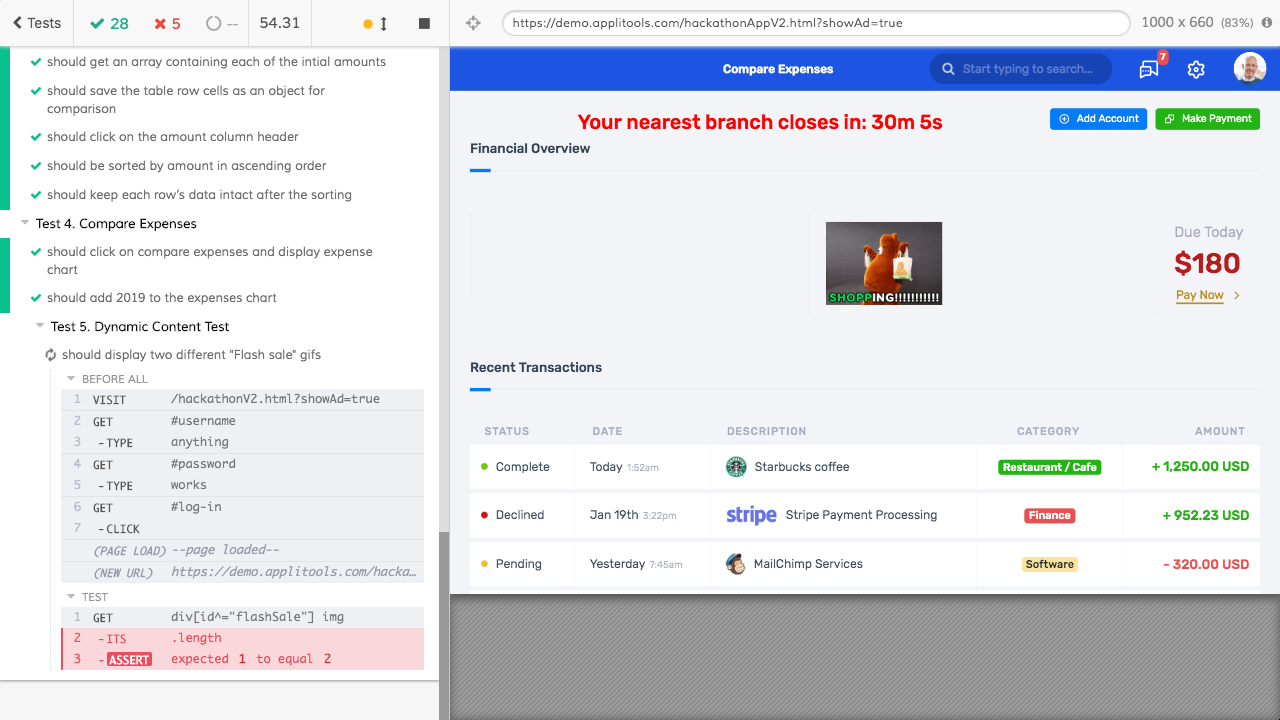 Tests
28
5
--
54.31
https://demo.applitools.com/hackathonAppV2.html?showAd=true
1000 x 660 (83%)
should get an array containing each of the intial amounts
should save the table row cells as an object for
comparison
should click on the amount column header
should be sorted by amount in ascending order
should keep each row's data intact after the sorting
Test 4. Compare Expenses
should click on compare expenses and display expense
chart
should add 2019 to the expenses chart
Test 5. Dynamic Content Test
should display two different "Flash sale" gifs
BEFORE ALL
1 VISIT /hackathonV2.html?showAd=true
2 GET #username
3 -TYPE anything
4 GET #password
5 -TYPE works
6 GET #log-in
7 -CLICK
(PAGE LOAD) --page loaded--
(NEW URL) https://demo.applitools.com/hacka...
TEST
1 GET div[id^="flashSale"] img
2 -ITS .length
3 -ASSERT expected 1 to equal 2
Compare Expenses
Start typing to search...
7
Your nearest branch closes in: 30m 5s
Add Account
Make Payment
Financial Overview
SHOPPING!!!!!!!!!!!
Due Today
$180
Pay Now
Recent Transactions
STATUS DATE DESCRIPTION CATEGORY AMOUNT
Complete Today 1:52am Starbucks coffee Restaurant / Cafe + 1,250.00 USD
Declined Jan 19th 3:22pm stripe Stripe Payment Processing Finance + 952.23 USD
Pending Yesterday 7:45am MailChimp Services Software - 320.00 USD